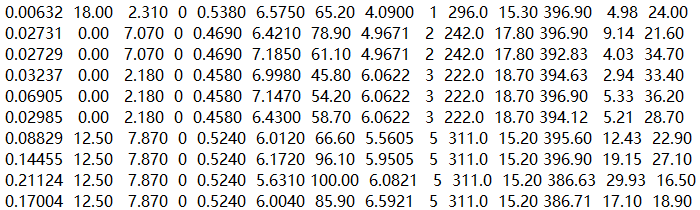 0.00632 18.00 2.310 0 0.5380 6.5750 65.20 4.0900 1 296.0 15.30 396.90 4.98 24.00
0.02731 0.00 7.070 0 0.4690 6.4210 78.90 4.9671 2 242.0 17.80 396.90 9.14 21.60
0.02729 0.00 7.070 0 0.4690 7.1850 61.10 4.9671 2 242.0 17.80 392.83 4.03 34.70
0.03237 0.00 2.180 0 0.4580 6.9980 45.80 6.0622 3 222.0 18.70 394.63 2.94 33.40
0.06905 0.00 2.180 0 0.4580 7.1470 54.20 6.0622 3 222.0 18.70 396.90 5.33 36.20
0.02985 0.00 2.180 0 0.4580 6.4300 58.70 6.0622 3 222.0 18.70 394.12 5.21 28.70
0.08829 12.50 7.870 0 0.5240 6.0120 66.60 5.5605 5 311.0 15.20 395.60 12.43 22.90
0.14455 12.50 7.870 0 0.5240 6.1720 96.10 5.9505 5 311.0 15.20 396.90 19.15 27.10
0.21124 12.50 7.870 0 0.5240 5.6310 100.00 6.0821 5 311.0 15.20 386.63 29.93 16.50
0.17004 12.50 7.870 0 0.5240 6.0040 85.90 6.5921 5 311.0 15.20 386.71 17.10 18.90